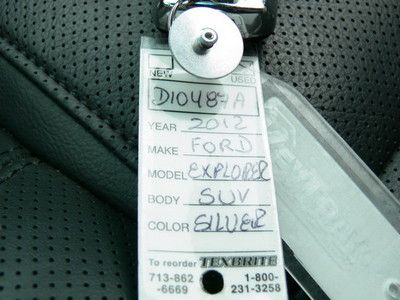 NEW USED
D10487A
YEAR 2012
MAKE FORD
MODEL EXPLORER
BODY SUV
COLOR SILVER
To reorder TEXBRITE
713-862 1-800
-6669 231-3258